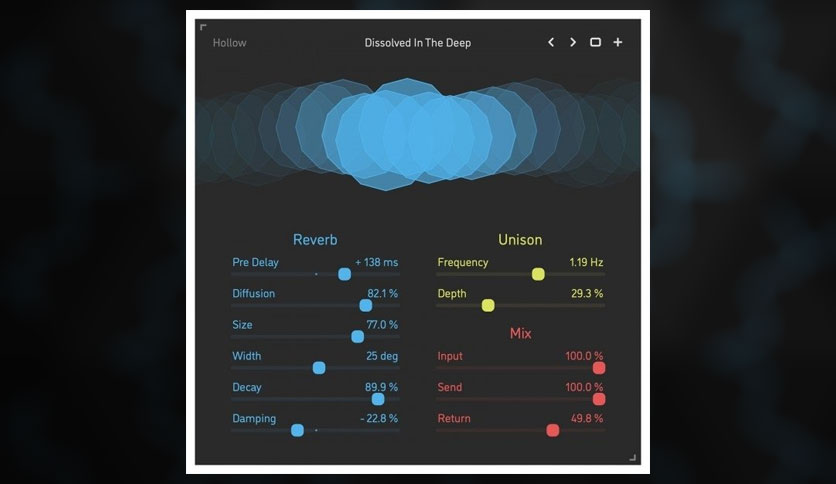 Hollow
Dissolved In The Deep
Reverb
Pre Delay + 138 ms
Diffusion 82.1 %
Size 77.0 %
Width 25 deg
Decay 89.9 %
Damping - 22.8 %
Unison
Frequency 1.19 Hz
Depth 29.3 %
Mix
Input 100.0 %
Send 100.0 %
Return 49.8 %